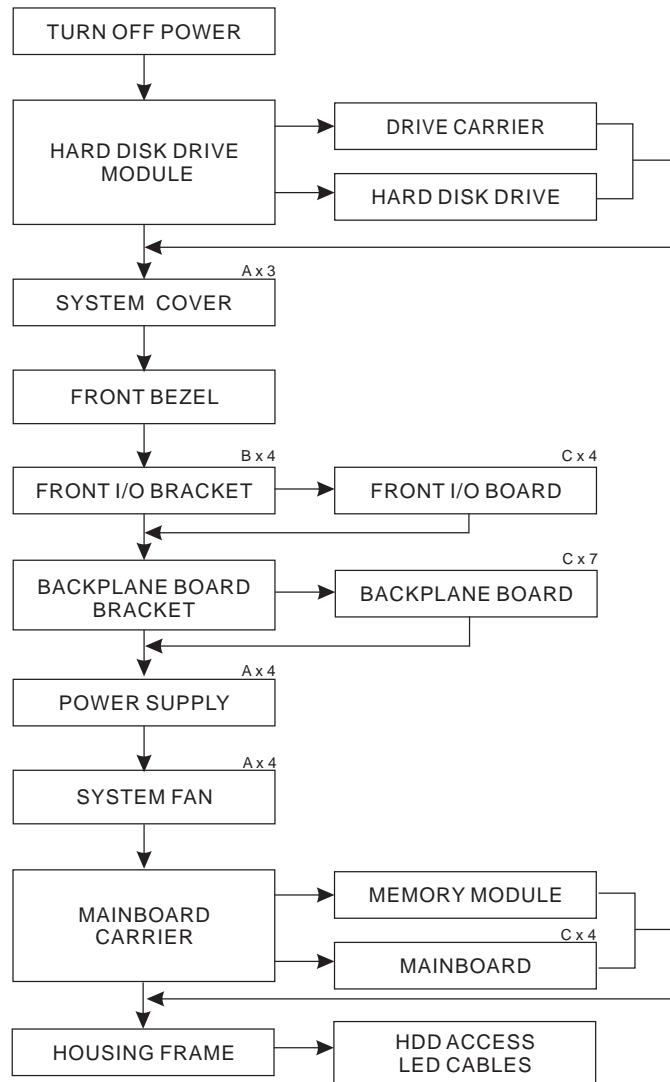 TURN OFF POWER
HARD DISK DRIVE
MODULE
DRIVE CARRIER
HARD DISK DRIVE
A x 3
SYSTEM COVER
FRONT BEZEL
B x 4
FRONT I/O BRACKET
C x 4
FRONT I/O BOARD
BACKPLANE BOARD
BRACKET
C x 7
BACKPLANE BOARD
A x 4
POWER SUPPLY
A x 4
SYSTEM FAN
MAINBOARD
CARRIER
MEMORY MODULE
C x 4
MAINBOARD
HOUSING FRAME
HDD ACCESS
LED CABLES